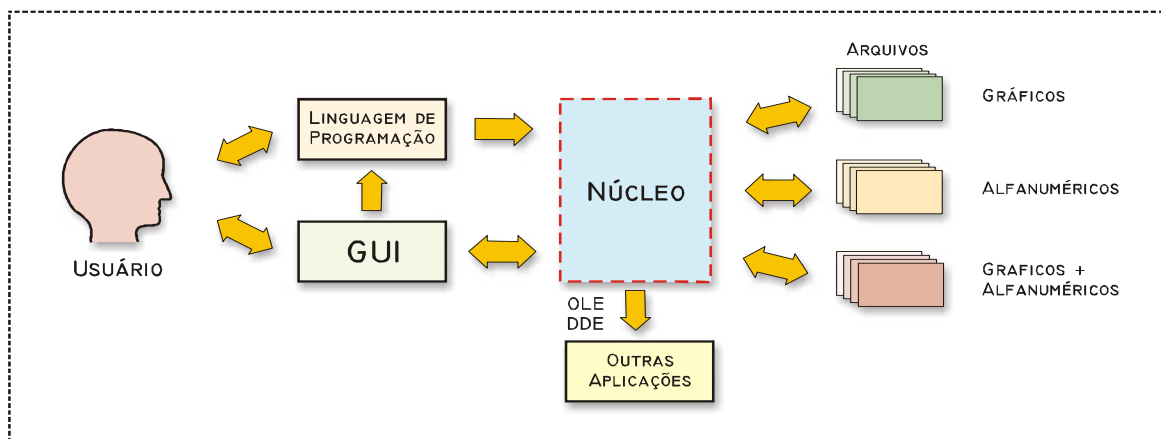 ARQUIVOS
GRÁFICOS
LINGUAGEM DE
PROGRAMAÇÃO
NÚCLEO
ALFANUMÉRICOS
GUI
USUÁRIO
GRAFICOS +
ALFANUMÉRICOS
OLE
DDE
OUTRAS
APLICAÇÕES